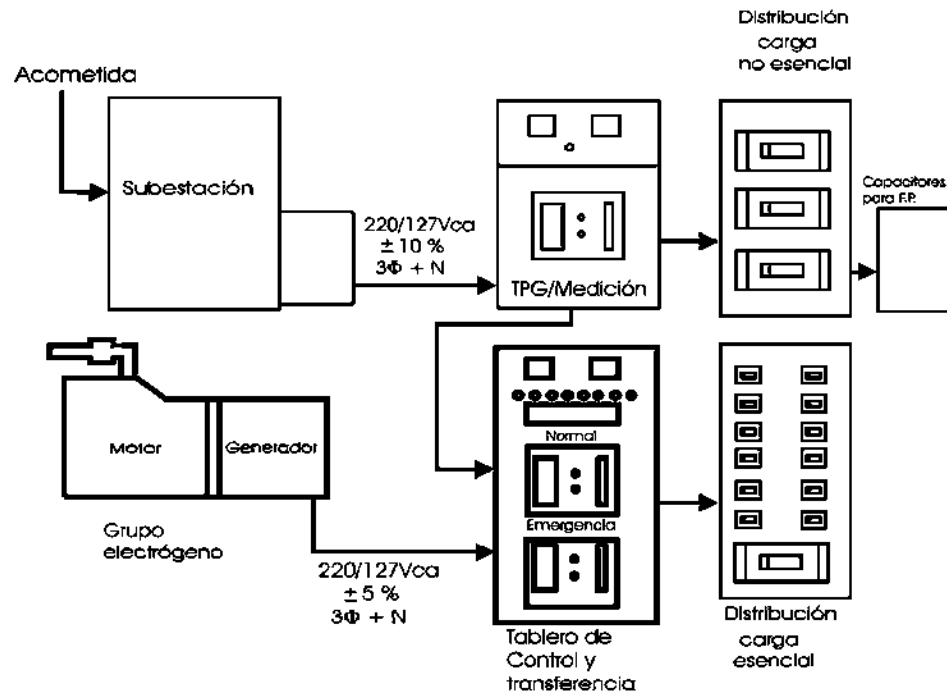 Distribución
carga
no esencial
Acometida
Subestación
220/127Vca
± 10 %
3Φ + N
TPG/Medición
Capacitores
para F.P.
Motor
Generador
Grupo
electrógeno
220/127Vca
± 5 %
3Φ + N
Normal
Emergencia
Tablero de
Control y
transferencia
Distribución
carga
esencial